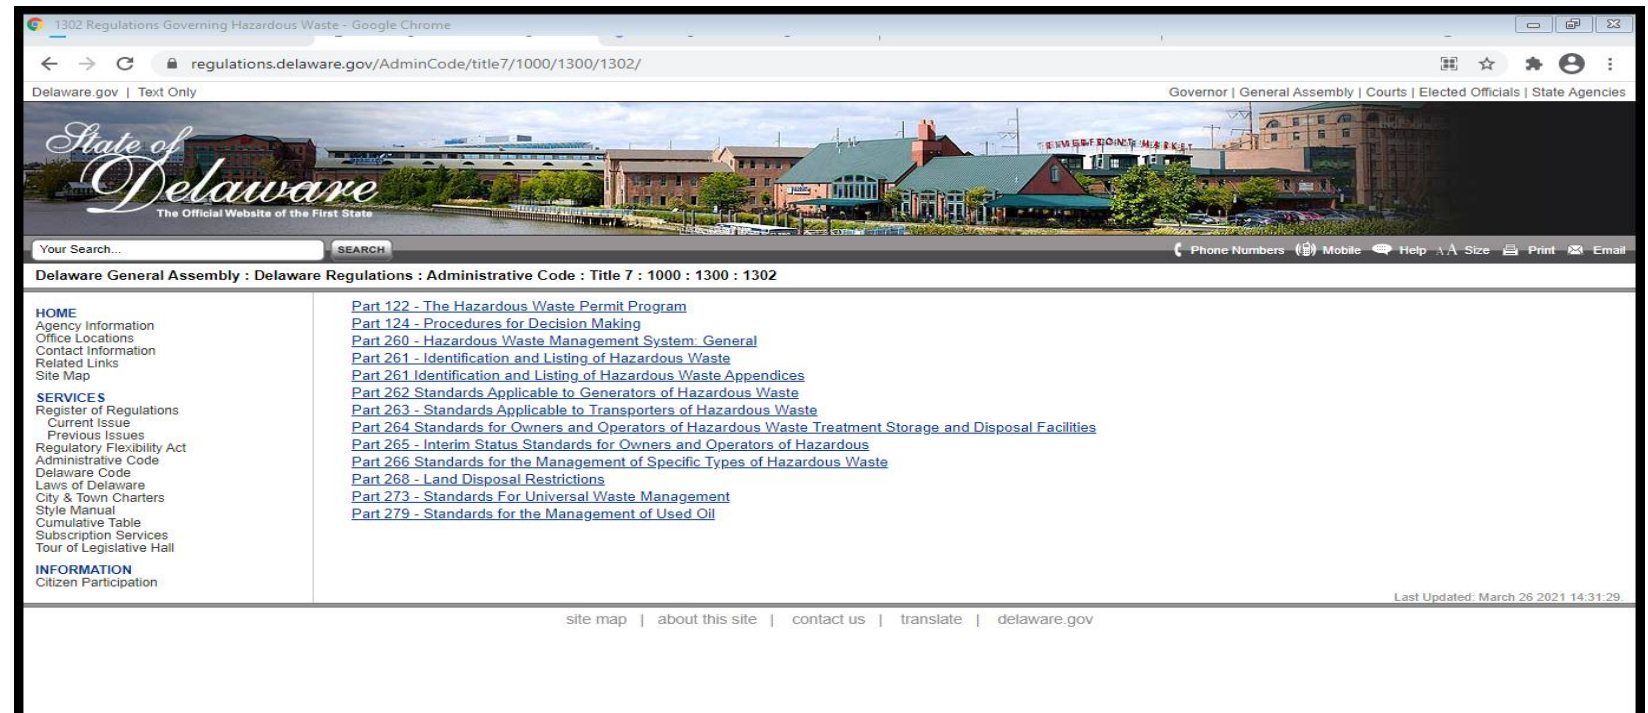 1302 Regulations Governing Hazardous Waste - Google Chrome
regulations.delaware.gov/AdminCode/title7/1000/1300/1302/
Delaware.gov | Text Only
Governor | General Assembly | Courts | Elected Officials | State Agencies
State of
Delaware
The Official Website of the First State
RIVERFRONT MARKET
Your Search...
SEARCH
Phone Numbers Mobile Help AA Size Print Email
Delaware General Assembly : Delaware Regulations : Administrative Code : Title 7 : 1000 : 1300 : 1302
HOME
Agency Information
Office Locations
Contact Information
Related Links
Site Map
SERVICES
Register of Regulations
Current Issue
Previous Issues
Regulatory Flexibility Act
Administrative Code
Delaware Code
Laws of Delaware
City & Town Charters
Style Manual
Cumulative Table
Subscription Services
Tour of Legislative Hall
INFORMATION
Citizen Participation
Part 122 - The Hazardous Waste Permit Program
Part 124 - Procedures for Decision Making
Part 260 - Hazardous Waste Management System: General
Part 261 - Identification and Listing of Hazardous Waste
Part 261 Identification and Listing of Hazardous Waste Appendices
Part 262 Standards Applicable to Generators of Hazardous Waste
Part 263 - Standards Applicable to Transporters of Hazardous Waste
Part 264 Standards for Owners and Operators of Hazardous Waste Treatment Storage and Disposal Facilities
Part 265 - Interim Status Standards for Owners and Operators of Hazardous
Part 266 Standards for the Management of Specific Types of Hazardous Waste
Part 268 - Land Disposal Restrictions
Part 273 - Standards For Universal Waste Management
Part 279 - Standards for the Management of Used Oil
Last Updated: March 26 2021 14:31:29.
site map | about this site | contact us | translate | delaware.gov